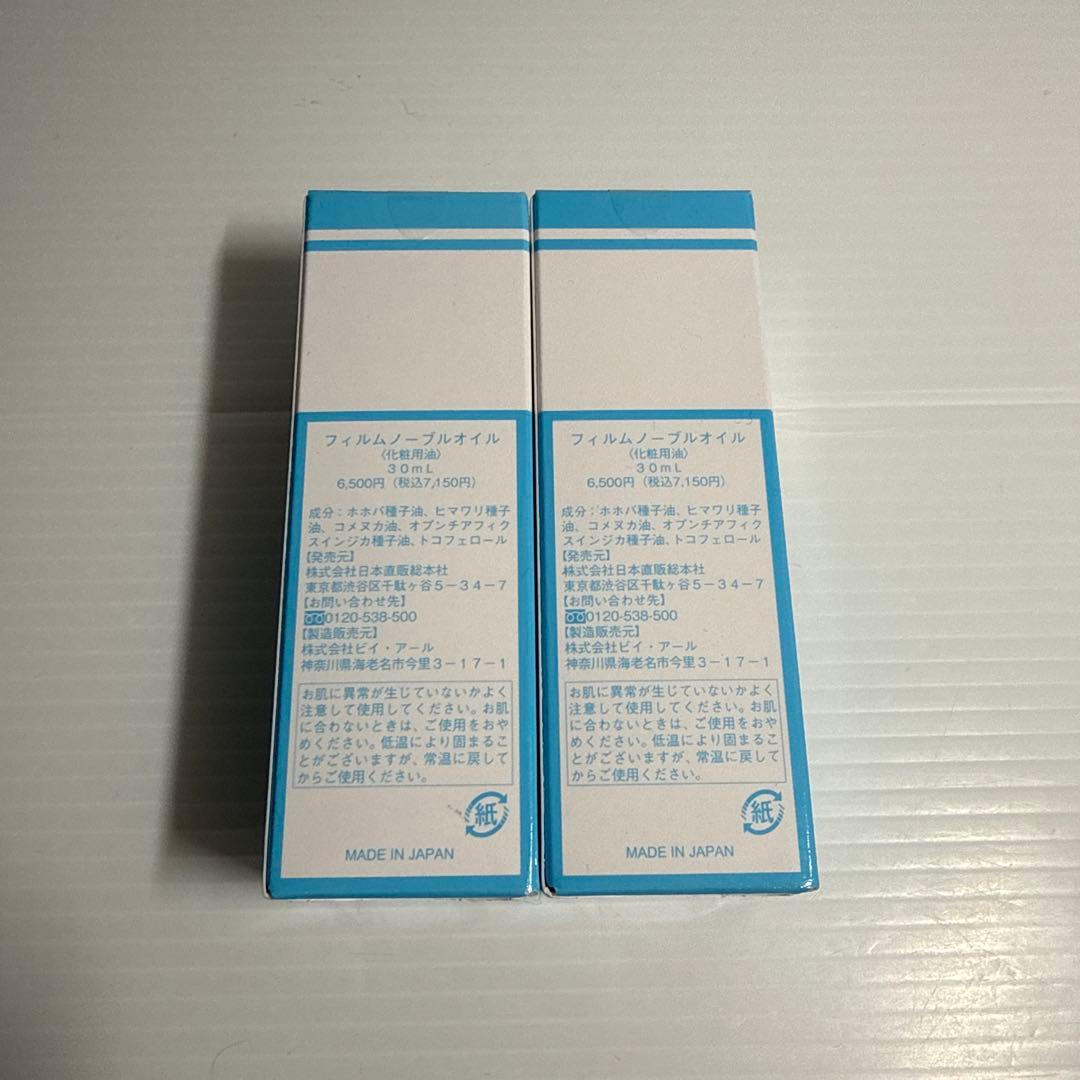 フィルムノーブルオイル
〈化粧用油〉
30mL
6,500円（税込7,150円）
成分：ホホバ種子油、ヒマワリ種子
油、コメヌカ油、オプンチアフィク
スインジカ種子油、トコフェロール
【発売元】
株式会社日本直販総本社
東京都渋谷区千駄ヶ谷5－34－7
【お問い合わせ先】
0120-538-500
【製造販売元】
株式会社ビイ・アール
神奈川県海老名市今里3－17－1
お肌に異常が生じていないかよく
注意して使用してください。お肌
に合わないときは、ご使用をおや
めください。低温により固まるこ
とがございますが、常温に戻して
からご使用ください。
紙
MADE IN JAPAN
フィルムノーブルオイル
〈化粧用油〉
30mL
6,500円（税込7,150円）
成分：ホホバ種子油、ヒマワリ種子
油、コメヌカ油、オプンチアフィク
スインジカ種子油、トコフェロール
【発売元】
株式会社日本直販総本社
東京都渋谷区千駄ヶ谷5－34－7
【お問い合わせ先】
0120-538-500
【製造販売元】
株式会社ビイ・アール
神奈川県海老名市今里3－17－1
お肌に異常が生じていないかよく
注意して使用してください。お肌
に合わないときは、ご使用をおや
めください。低温により固まるこ
とがございますが、常温に戻して
からご使用ください。
紙
MADE IN JAPAN